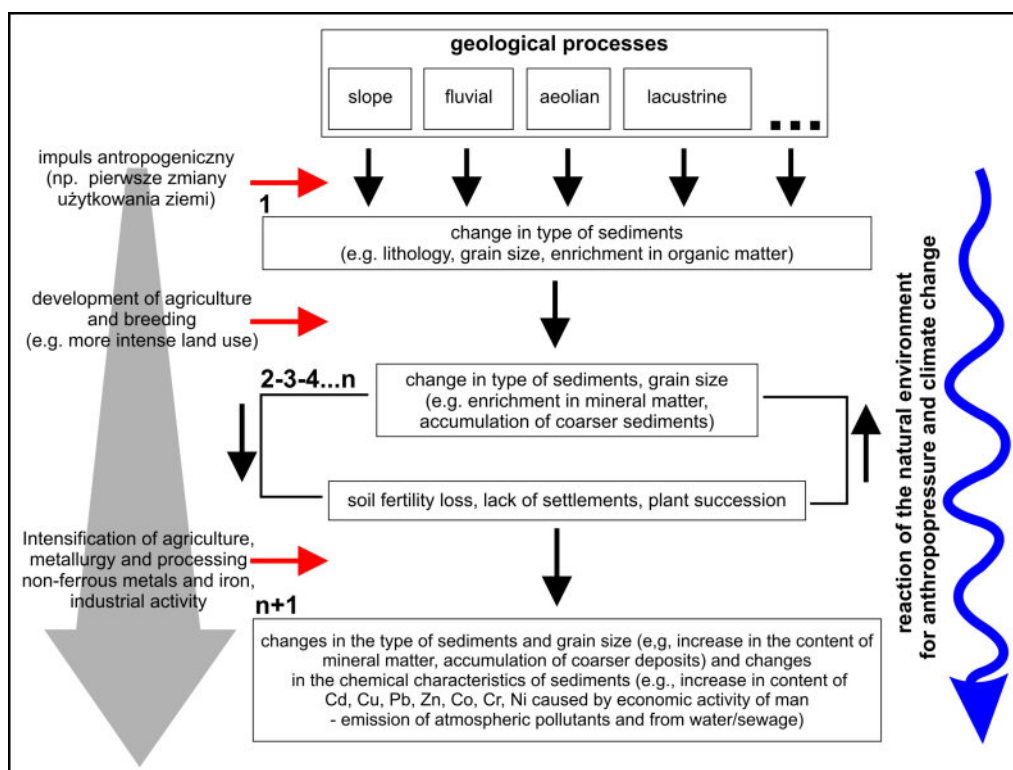 geological processes
slope
fluvial
aeolian
lacustrine
...
impuls antropogeniczny
(np. pierwsze zmiany
użytkowania ziemi)
1
change in type of sediments
(e.g. lithology, grain size, enrichment in organic matter)
development of agriculture
and breeding
(e.g. more intense land use)
2-3-4...n
change in type of sediments, grain size
(e.g. enrichment in mineral matter,
accumulation of coarser sediments)
soil fertility loss, lack of settlements, plant succession
Intensification of agriculture,
metallurgy and processing
non-ferrous metals and iron,
industrial activity
n+1
changes in the type of sediments and grain size (e,g, increase in the content of
mineral matter, accumulation of coarser deposits) and changes
in the chemical characteristics of sediments (e.g., increase in content of
Cd, Cu, Pb, Zn, Co, Cr, Ni caused by economic activity of man
- emission of atmospheric pollutants and from water/sewage)
reaction of the natural environment
for anthropopressure and climate change